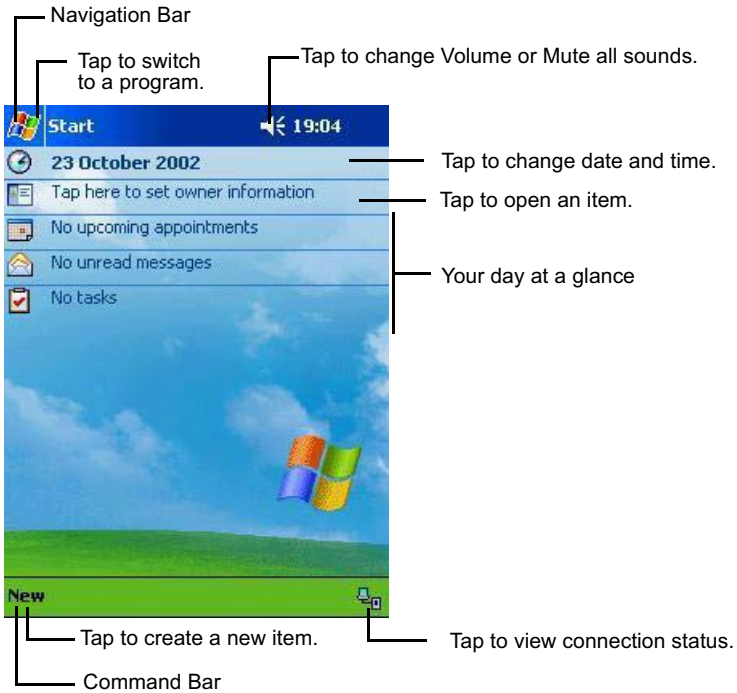 Navigation Bar
Tap to switch
to a program.
Tap to change Volume or Mute all sounds.
Start
19:04
23 October 2002
Tap to change date and time.
Tap here to set owner information
Tap to open an item.
No upcoming appointments
No unread messages
Your day at a glance
No tasks
New
Tap to create a new item.
Tap to view connection status.
Command Bar